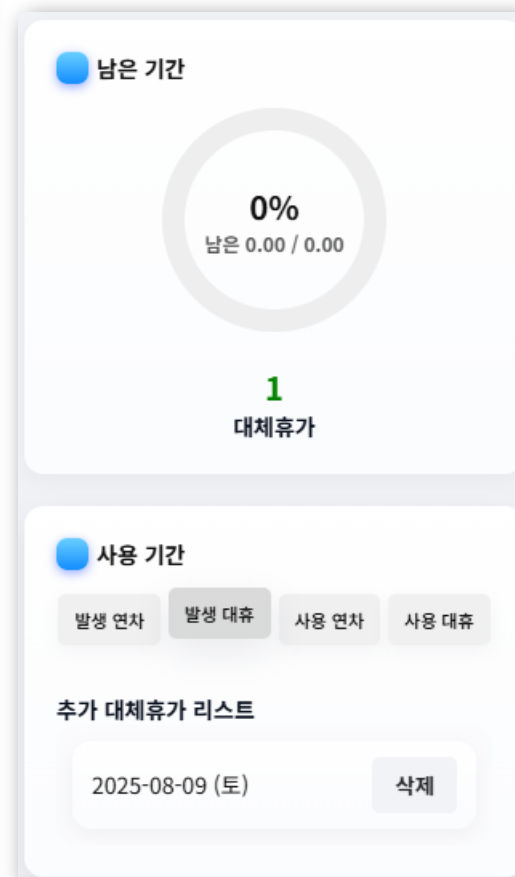 남은 기간
0%
남은 0.00 / 0.00
1
대체휴가
사용 기간
발생 연차 발생 대휴 사용 연차 사용 대휴
추가 대체휴가 리스트
2025-08-09 (토) 삭제